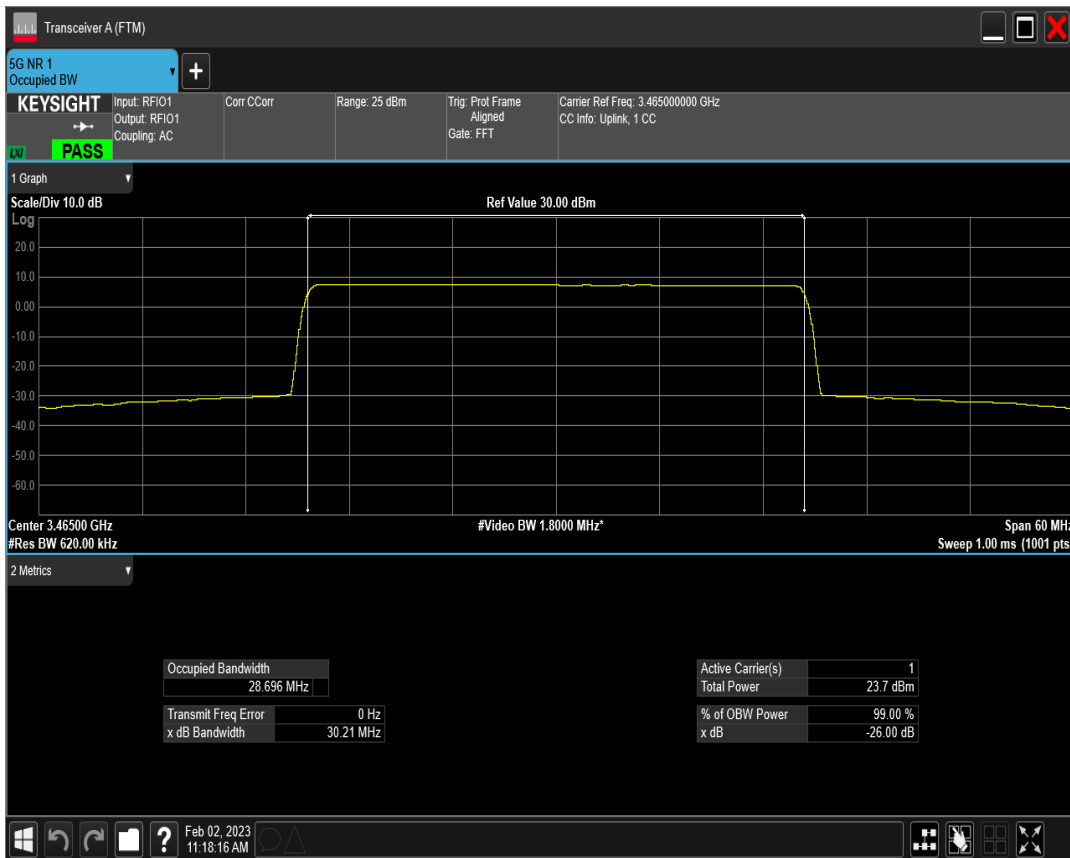 Transceiver A (FTM)
5G NR 1
Occupied BW
+
KEYSIGHT
LXI
PASS
Input: RFIO1
Output: RFIO1
Coupling: AC
Corr CCorr
Range: 25 dBm
Trig: Prot Frame
Aligned
Gate: FFT
Carrier Ref Freq: 3.465000000 GHz
CC Info: Uplink, 1 CC
1 Graph
Scale/Div 10.0 dB
Ref Value 30.00 dBm
Log
20.0
10.0
0.00
-10.0
-20.0
-30.0
-40.0
-50.0
-60.0
Center 3.46500 GHz
#Video BW 1.8000 MHz*
Span 60 MHz
#Res BW 620.00 kHz
Sweep 1.00 ms (1001 pts
2 Metrics
Occupied Bandwidth
28.696 MHz
Transmit Freq Error 0 Hz
x dB Bandwidth 30.21 MHz
Active Carrier(s) 1
Total Power 23.7 dBm
% of OBW Power 99.00 %
x dB -26.00 dB
?
Feb 02, 2023
11:18:16 AM